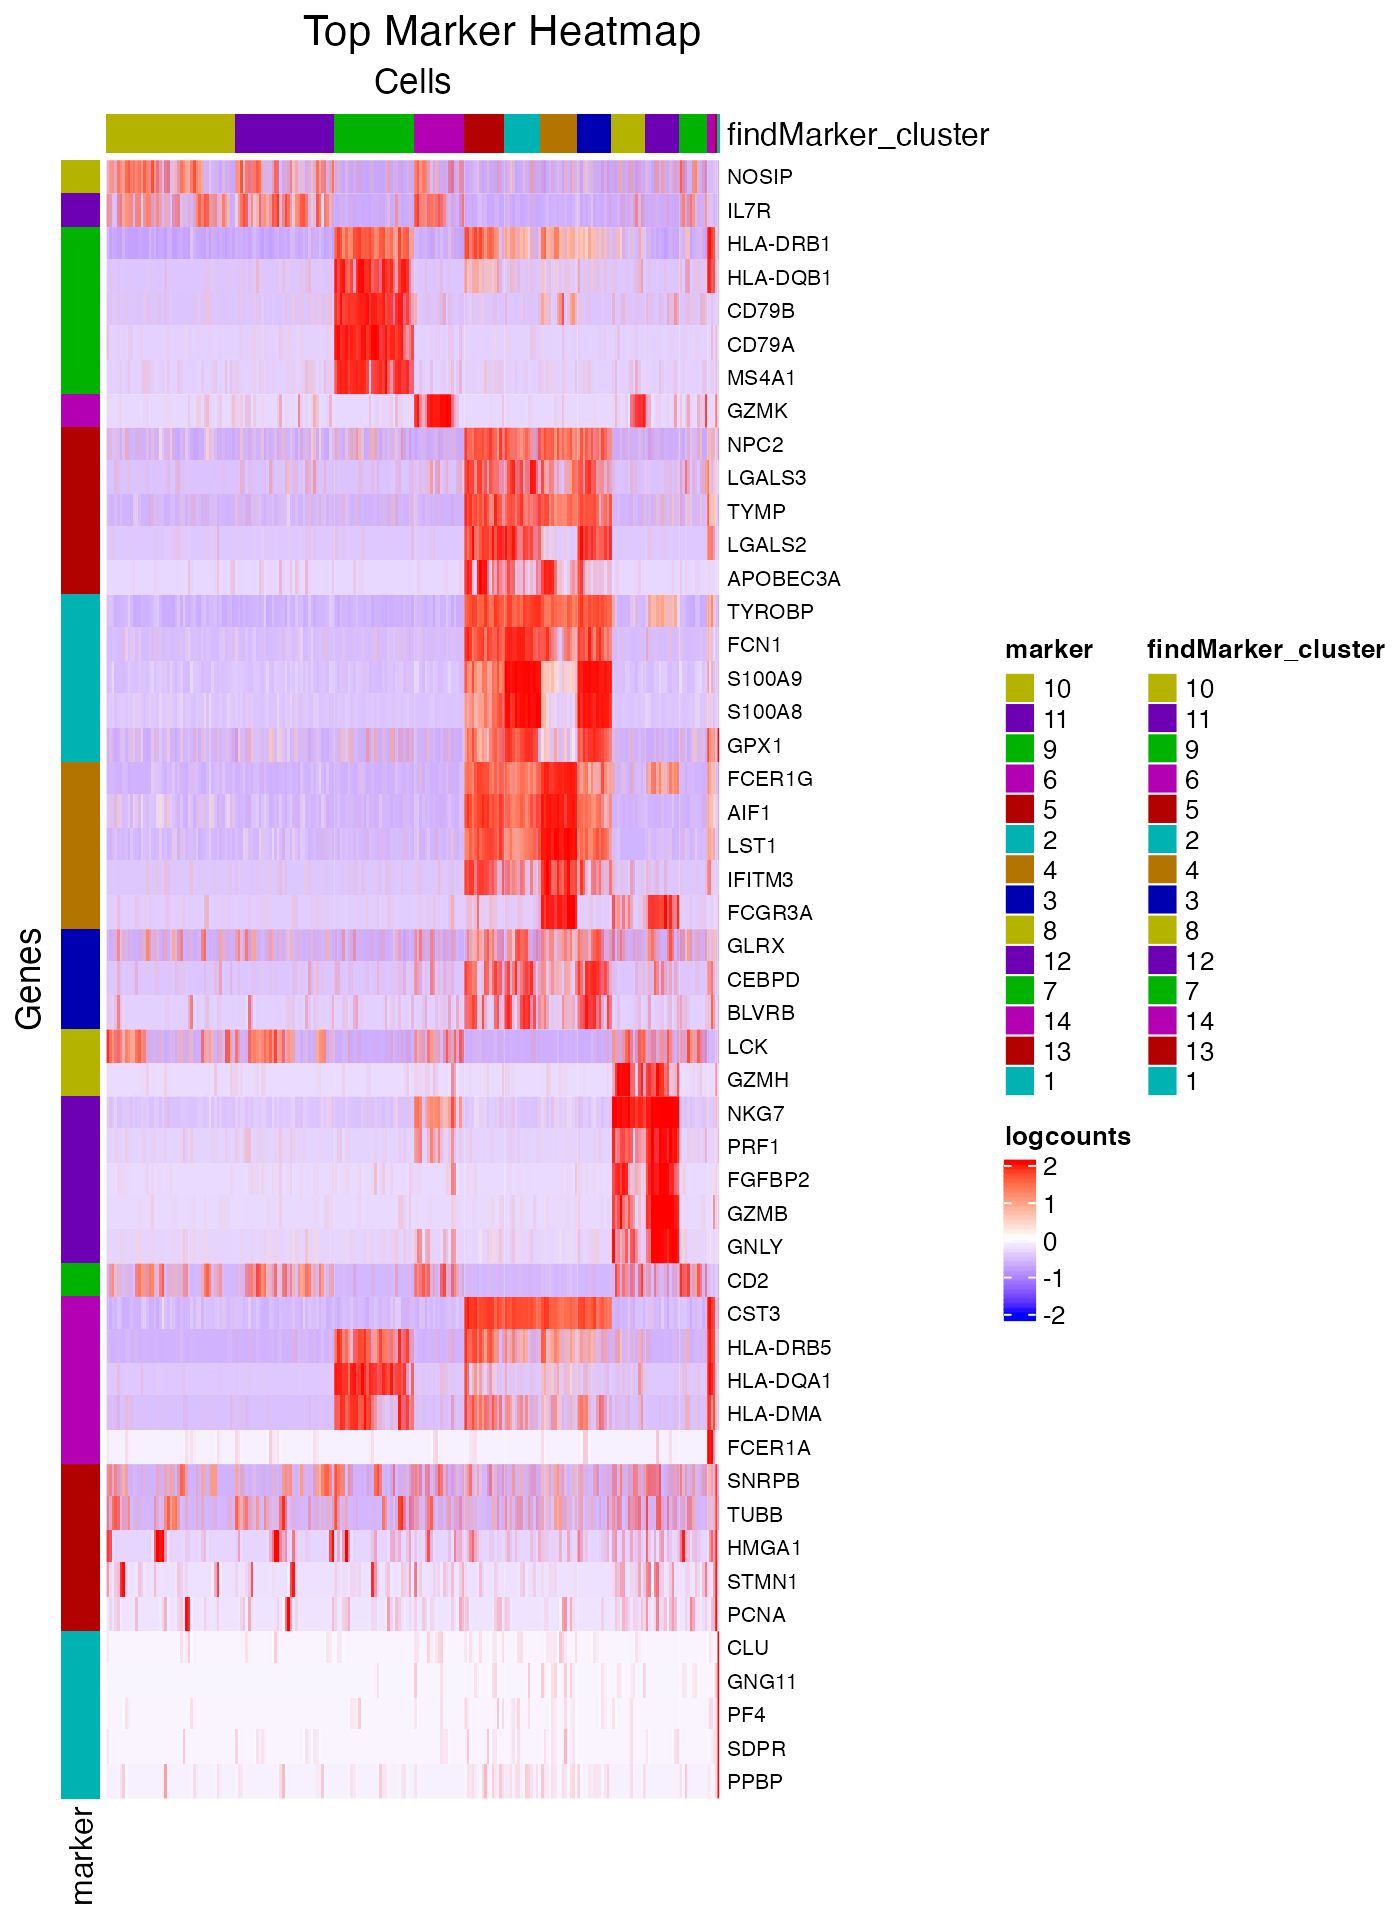 Top Marker Heatmap
Cells
findMarker_cluster
NOSIP
IL7R
HLA-DRB1
HLA-DQB1
CD79B
CD79A
MS4A1
GZMK
NPC2
LGALS3
TYMP
LGALS2
APOBEC3A
TYROBP
FCN1
S100A9
S100A8
GPX1
FCER1G
AIF1
LST1
IFITM3
FCGR3A
GLRX
CEBPD
BLVRB
LCK
GZMH
NKG7
PRF1
FGFBP2
GZMB
GNLY
CD2
CST3
HLA-DRB5
HLA-DQA1
HLA-DMA
FCER1A
SNRPB
TUBB
HMGA1
STMN1
PCNA
CLU
GNG11
PF4
SDPR
PPBP
Genes
marker
marker
10
11
9
6
5
2
4
3
8
12
7
14
13
1
findMarker_cluster
10
11
9
6
5
2
4
3
8
12
7
14
13
1
logcounts
2
1
0
-1
-2